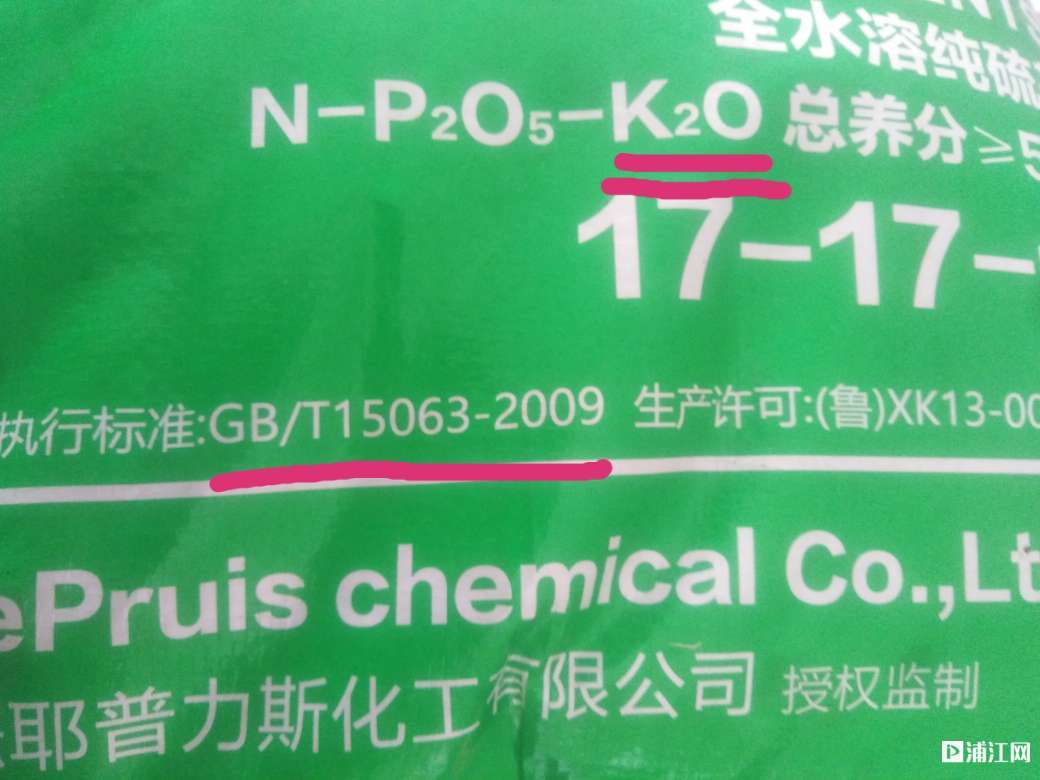 全水溶纯硫
N-P₂O₅-K₂O 总养分≥5
17-17-
执行标准:GB/T15063-2009 生产许可:(鲁)XK13-00
ePruis chemical Co.,Lt
耶普力斯化工有限公司 授权监制
浦江网